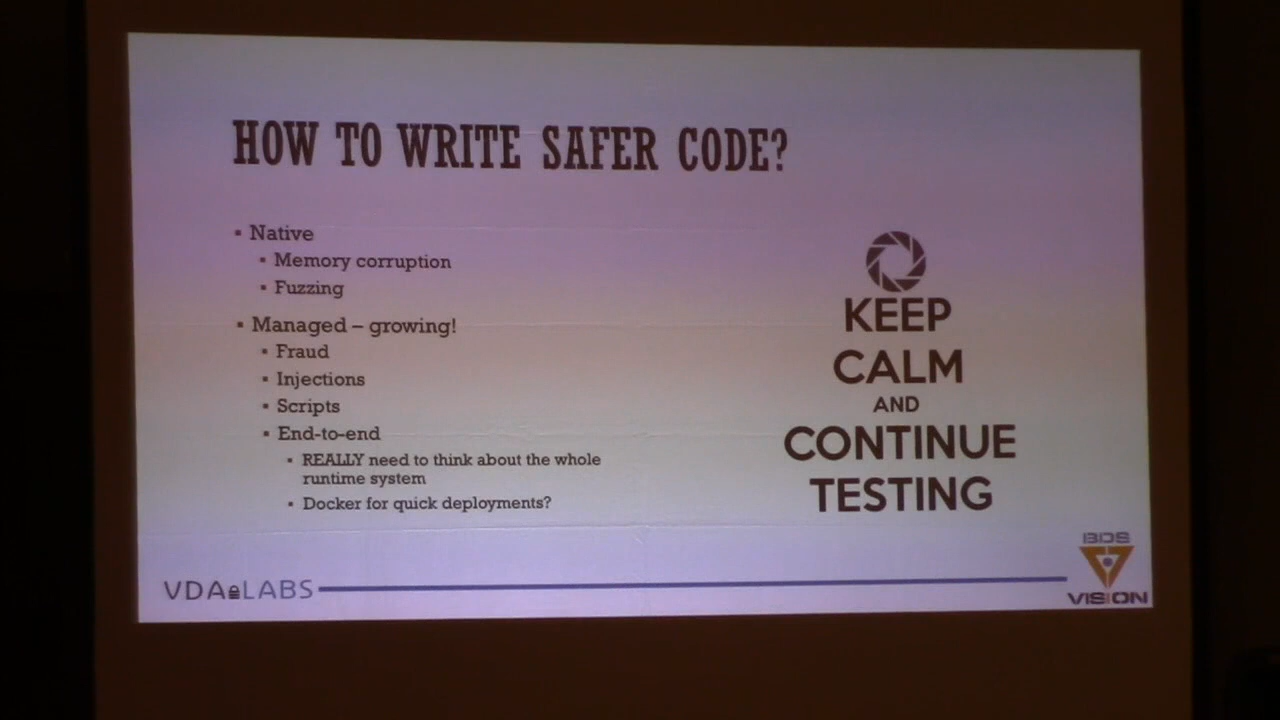 HOW TO WRITE SAFER CODE?
▪ Native
▪ Memory corruption
▪ Fuzzing
▪ Managed – growing!
▪ Fraud
▪ Injections
▪ Scripts
▪ End-to-end
▪ REALLY need to think about the whole
runtime system
▪ Docker for quick deployments?
KEEP
CALM
AND
CONTINUE
TESTING
VDA LABS
BDS
VISION